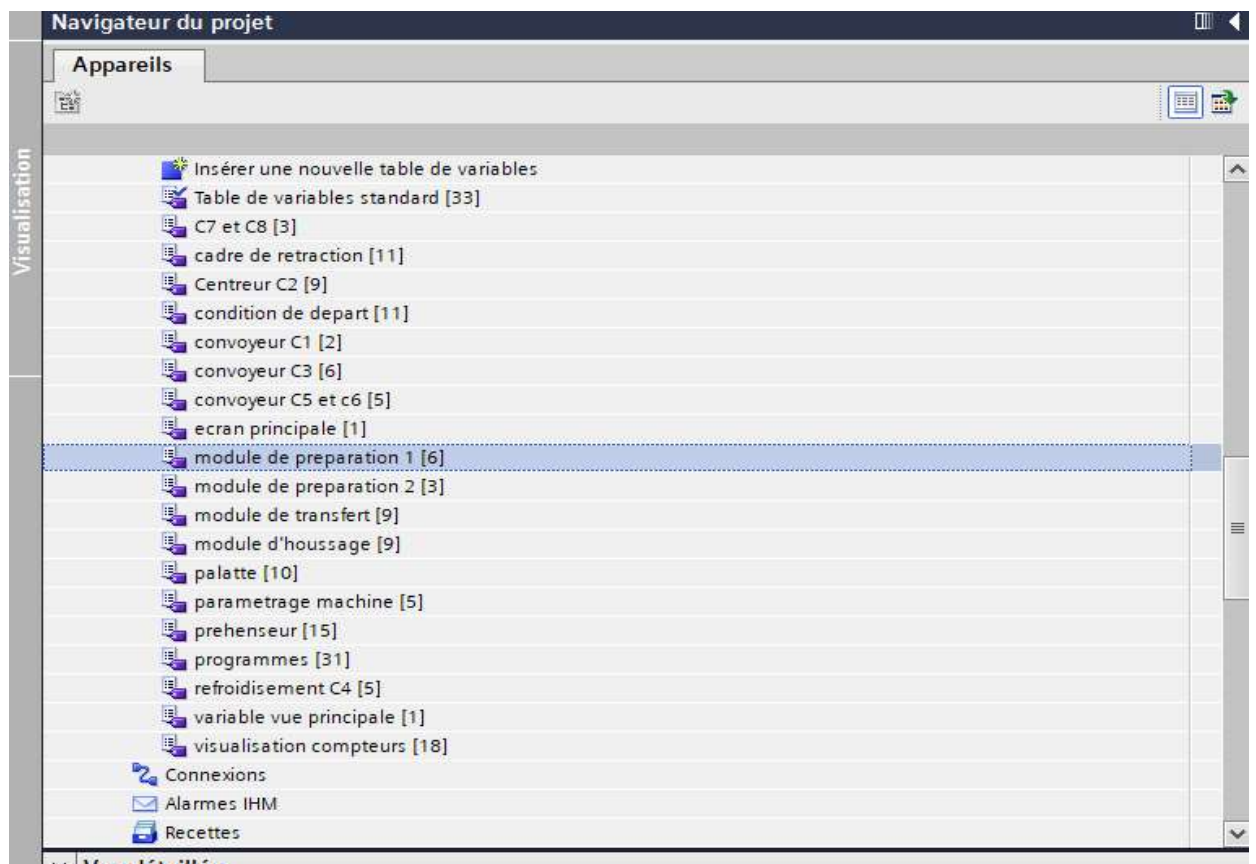 Navigateur du projet
Appareils
Visualisation
Insérer une nouvelle table de variables
Table de variables standard [33]
C7 et C8 [3]
cadre de retraction [11]
Centreur C2 [9]
condition de depart [11]
convoyeur C1 [2]
convoyeur C3 [6]
convoyeur C5 et c6 [5]
ecran principale [1]
module de preparation 1 [6]
module de preparation 2 [3]
module de transfert [9]
module d'houssage [9]
palatte [10]
parametrage machine [5]
prehenseur [15]
programmes [31]
refroidisement C4 [5]
variable vue principale [1]
visualisation compteurs [18]
Connexions
Alarmes IHM
Recettes